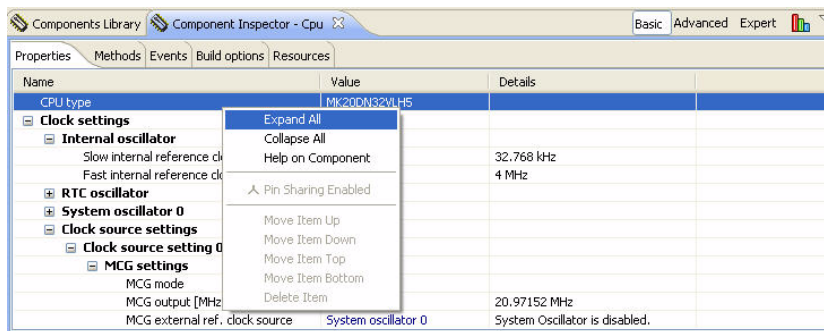 Components Library Component Inspector - Cpu Basic Advanced Expert
Properties Methods Events Build options Resources
Name Value Details
CPU type MK20DN32VLH5
Clock settings
Internal oscillator
Slow internal reference clo 32.768 kHz
Fast internal reference clo 4 MHz
RTC oscillator
System oscillator 0
Clock source settings
Clock source setting 0
MCG settings
MCG mode
MCG output [MHz 20.97152 MHz
MCG external ref. clock source System oscillator 0 System Oscillator is disabled.
Expand All
Collapse All
Help on Component
Pin Sharing Enabled
Move Item Up
Move Item Down
Move Item Top
Move Item Bottom
Delete Item